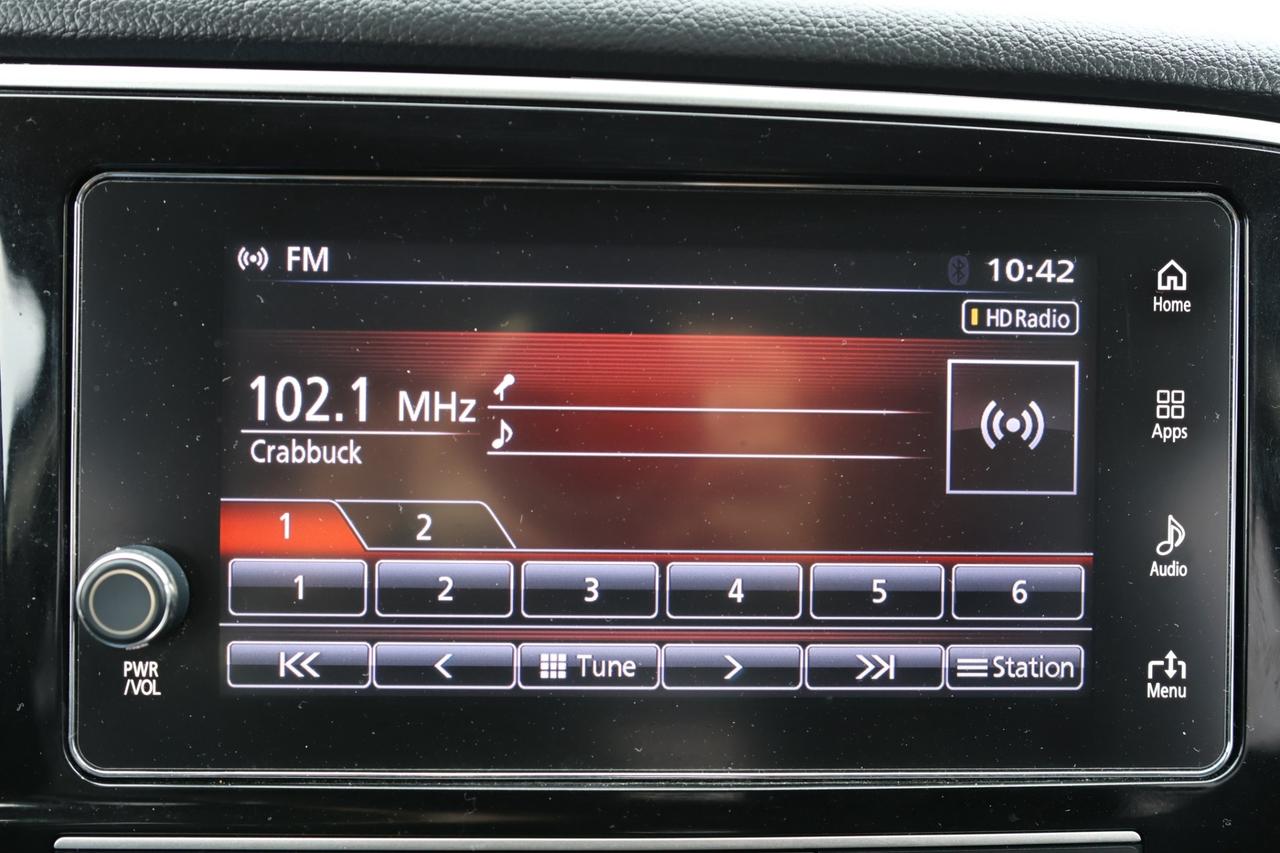 FM
10:42
HD Radio
Home
102.1 MHz
Crabbuck
Apps
1 2
Audio
1 2 3 4 5 6
Tune
Station
PWR
/VOL
Menu